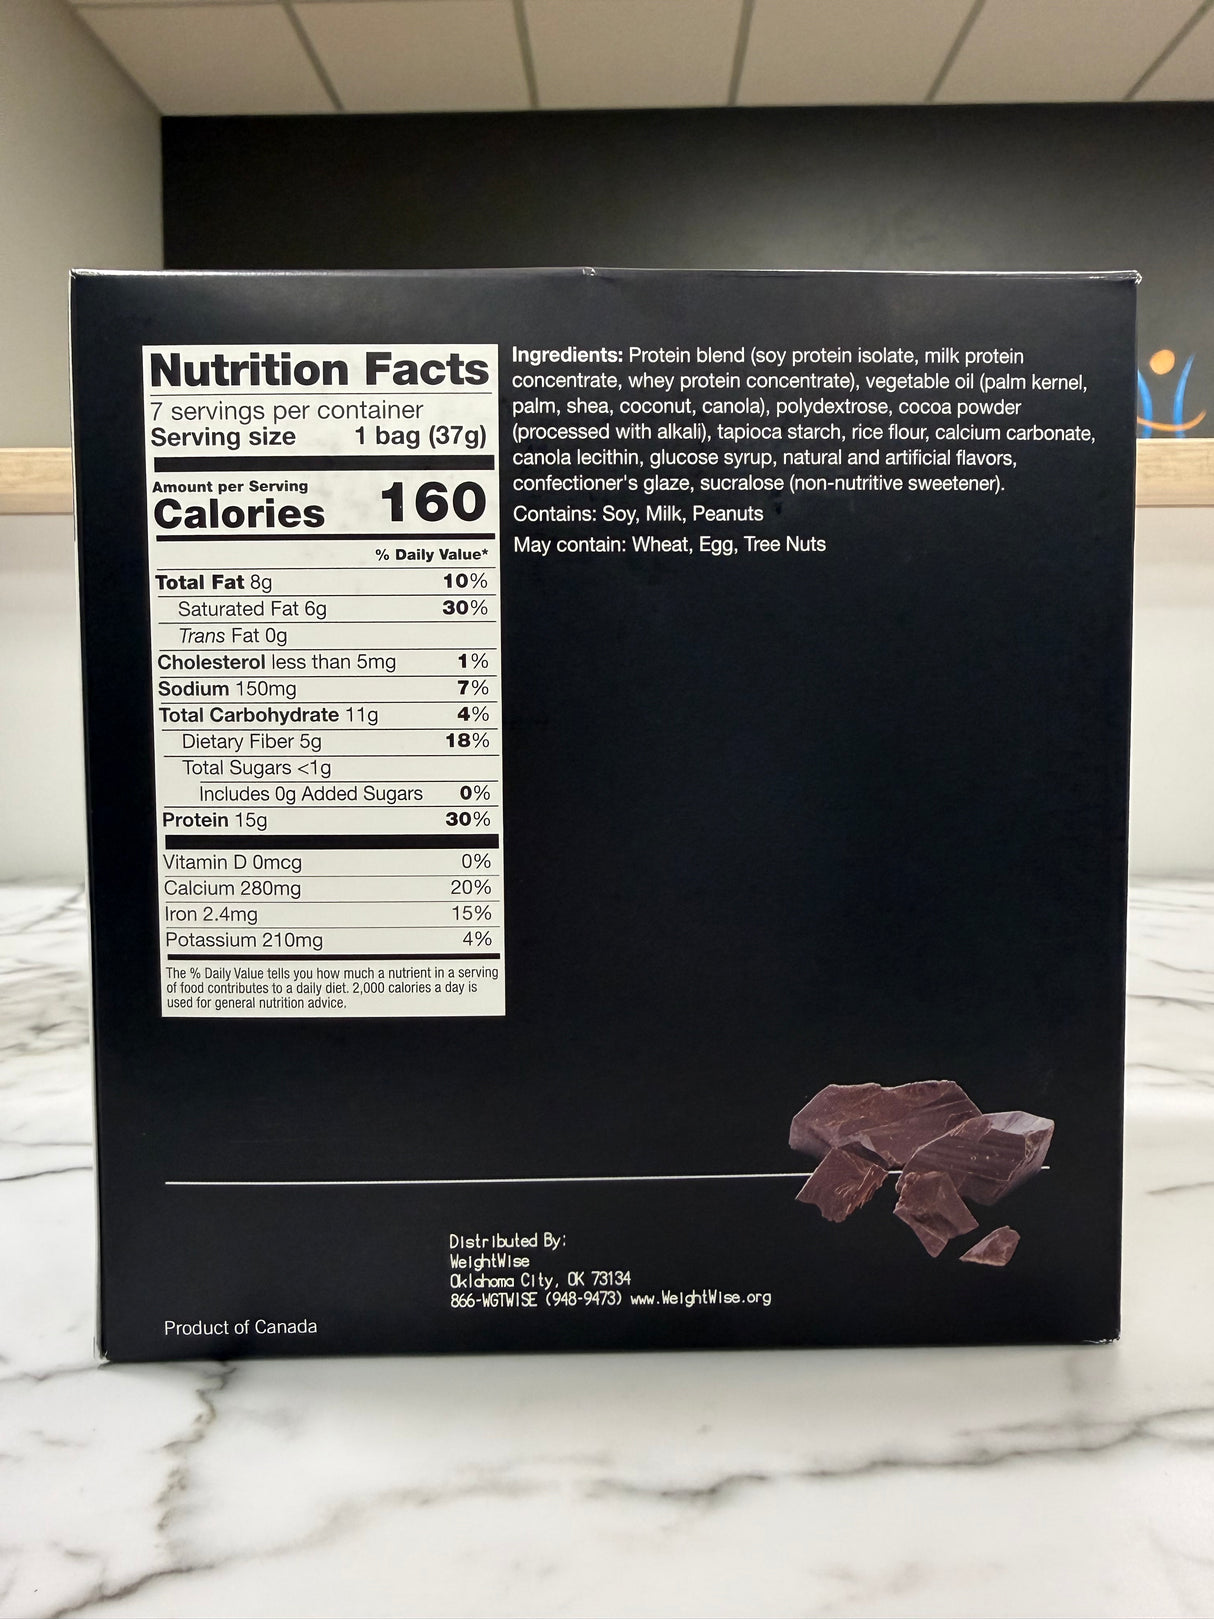 Nutrition Facts
7 servings per container
Serving size 1 bag (37g)
Amount per Serving
Calories 160
% Daily Value*
Total Fat 8g 10%
Saturated Fat 6g 30%
Trans Fat 0g
Cholesterol less than 5mg 1%
Sodium 150mg 7%
Total Carbohydrate 11g 4%
Dietary Fiber 5g 18%
Total Sugars <1g
Includes 0g Added Sugars 0%
Protein 15g 30%
Vitamin D 0mcg 0%
Calcium 280mg 20%
Iron 2.4mg 15%
Potassium 210mg 4%
The % Daily Value tells you how much a nutrient in a serving
of food contributes to a daily diet. 2,000 calories a day is
used for general nutrition advice.
Ingredients: Protein blend (soy protein isolate, milk protein
concentrate, whey protein concentrate), vegetable oil (palm kernel,
palm, shea, coconut, canola), polydextrose, cocoa powder
(processed with alkali), tapioca starch, rice flour, calcium carbonate,
canola lecithin, glucose syrup, natural and artificial flavors,
confectioner's glaze, sucralose (non-nutritive sweetener).
Contains: Soy, Milk, Peanuts
May contain: Wheat, Egg, Tree Nuts
Distributed By:
WeightWise
Oklahoma City, OK 73134
866-WGTWISE (948-9473) www.WeightWise.org
Product of Canada